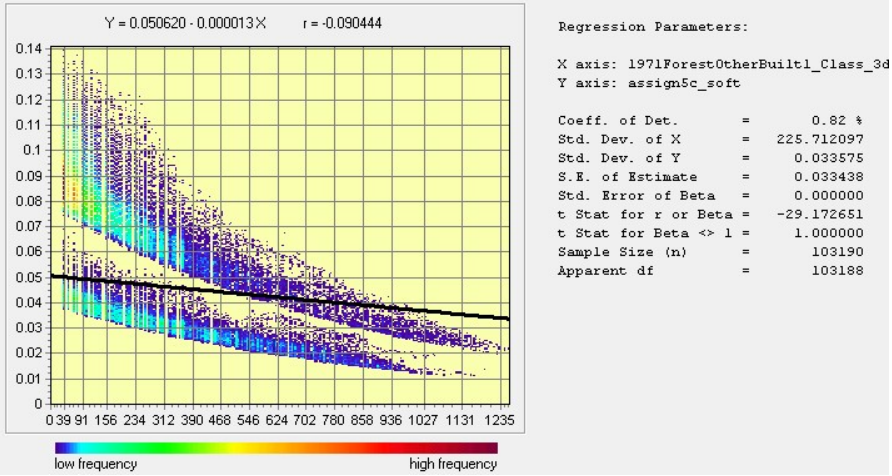 Y = 0.050620 - 0.000013 X r = -0.090444
0.14
0.13
0.12
0.11
0.1
0.09
0.08
0.07
0.06
0.05
0.04
0.03
0.02
0.01
0
0 39 91 156 234 312 390 468 546 624 702 780 858 936 1027 1131 1235
low frequency high frequency
Regression Parameters:
X axis: 1971ForestOtherBuilt1_Class_3d
Y axis: assign5c_soft
Coeff. of Det. = 0.82 %
Std. Dev. of X = 225.712097
Std. Dev. of Y = 0.033575
S.E. of Estimate = 0.033438
Std. Error of Beta = 0.000000
t Stat for r or Beta = -29.172651
t Stat for Beta <> 1 = 1.000000
Sample Size (n) = 103190
Apparent df = 103188